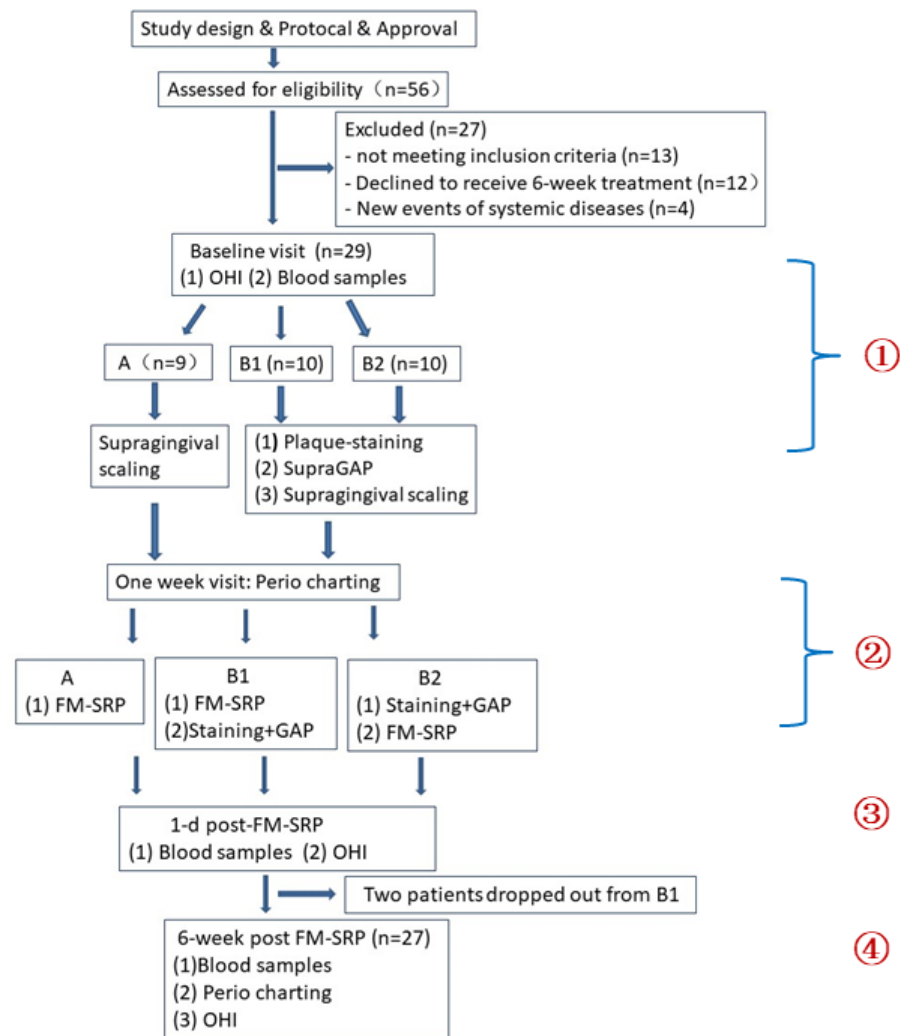 Study design & Protocal & Approval
Assessed for eligibility（n=56）
Excluded (n=27)
- not meeting inclusion criteria (n=13)
- Declined to receive 6-week treatment (n=12）
- New events of systemic diseases (n=4)
Baseline visit (n=29)
(1) OHI (2) Blood samples
A（n=9）
B1 (n=10)
B2 (n=10)
①
Supragingival
scaling
(1) Plaque-staining
(2) SupraGAP
(3) Supragingival scaling
One week visit: Perio charting
②
A
(1) FM-SRP
B1
(1) FM-SRP
(2)Staining+GAP
B2
(1) Staining+GAP
(2) FM-SRP
1-d post-FM-SRP
(1) Blood samples (2) OHI
③
Two patients dropped out from B1
6-week post FM-SRP (n=27)
(1)Blood samples
(2) Perio charting
(3) OHI
④